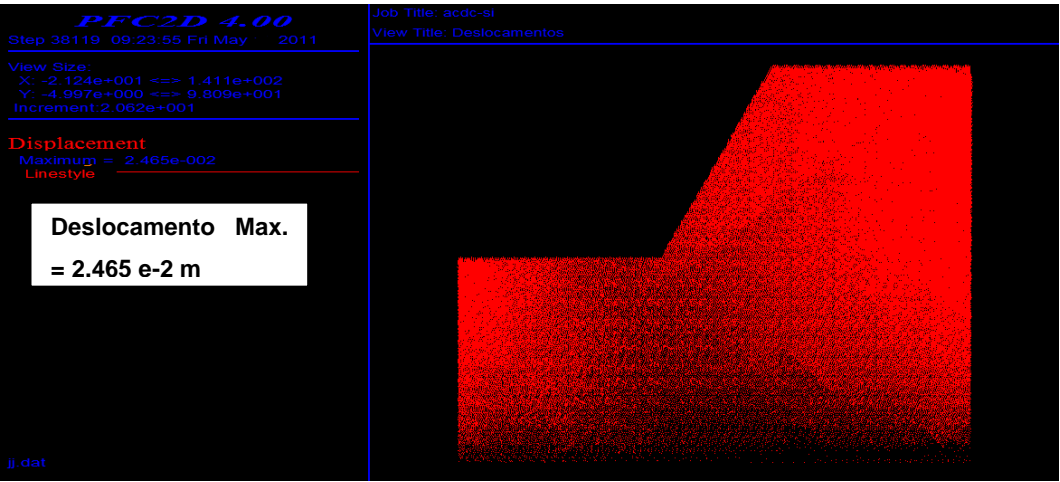 PFC2D 4.00
Step 38119 09:23:55 Fri May 2011
View Size:
X: -2.124e+001 <=> 1.411e+002
Y: -4.997e+000 <=> 9.809e+001
Increment:2.062e+001
Displacement
Maximum = 2.465e-002
Linestyle
Deslocamento Max.
= 2.465 e-2 m
jj.dat
Job Title: acdc-sl
View Title: Deslocamentos